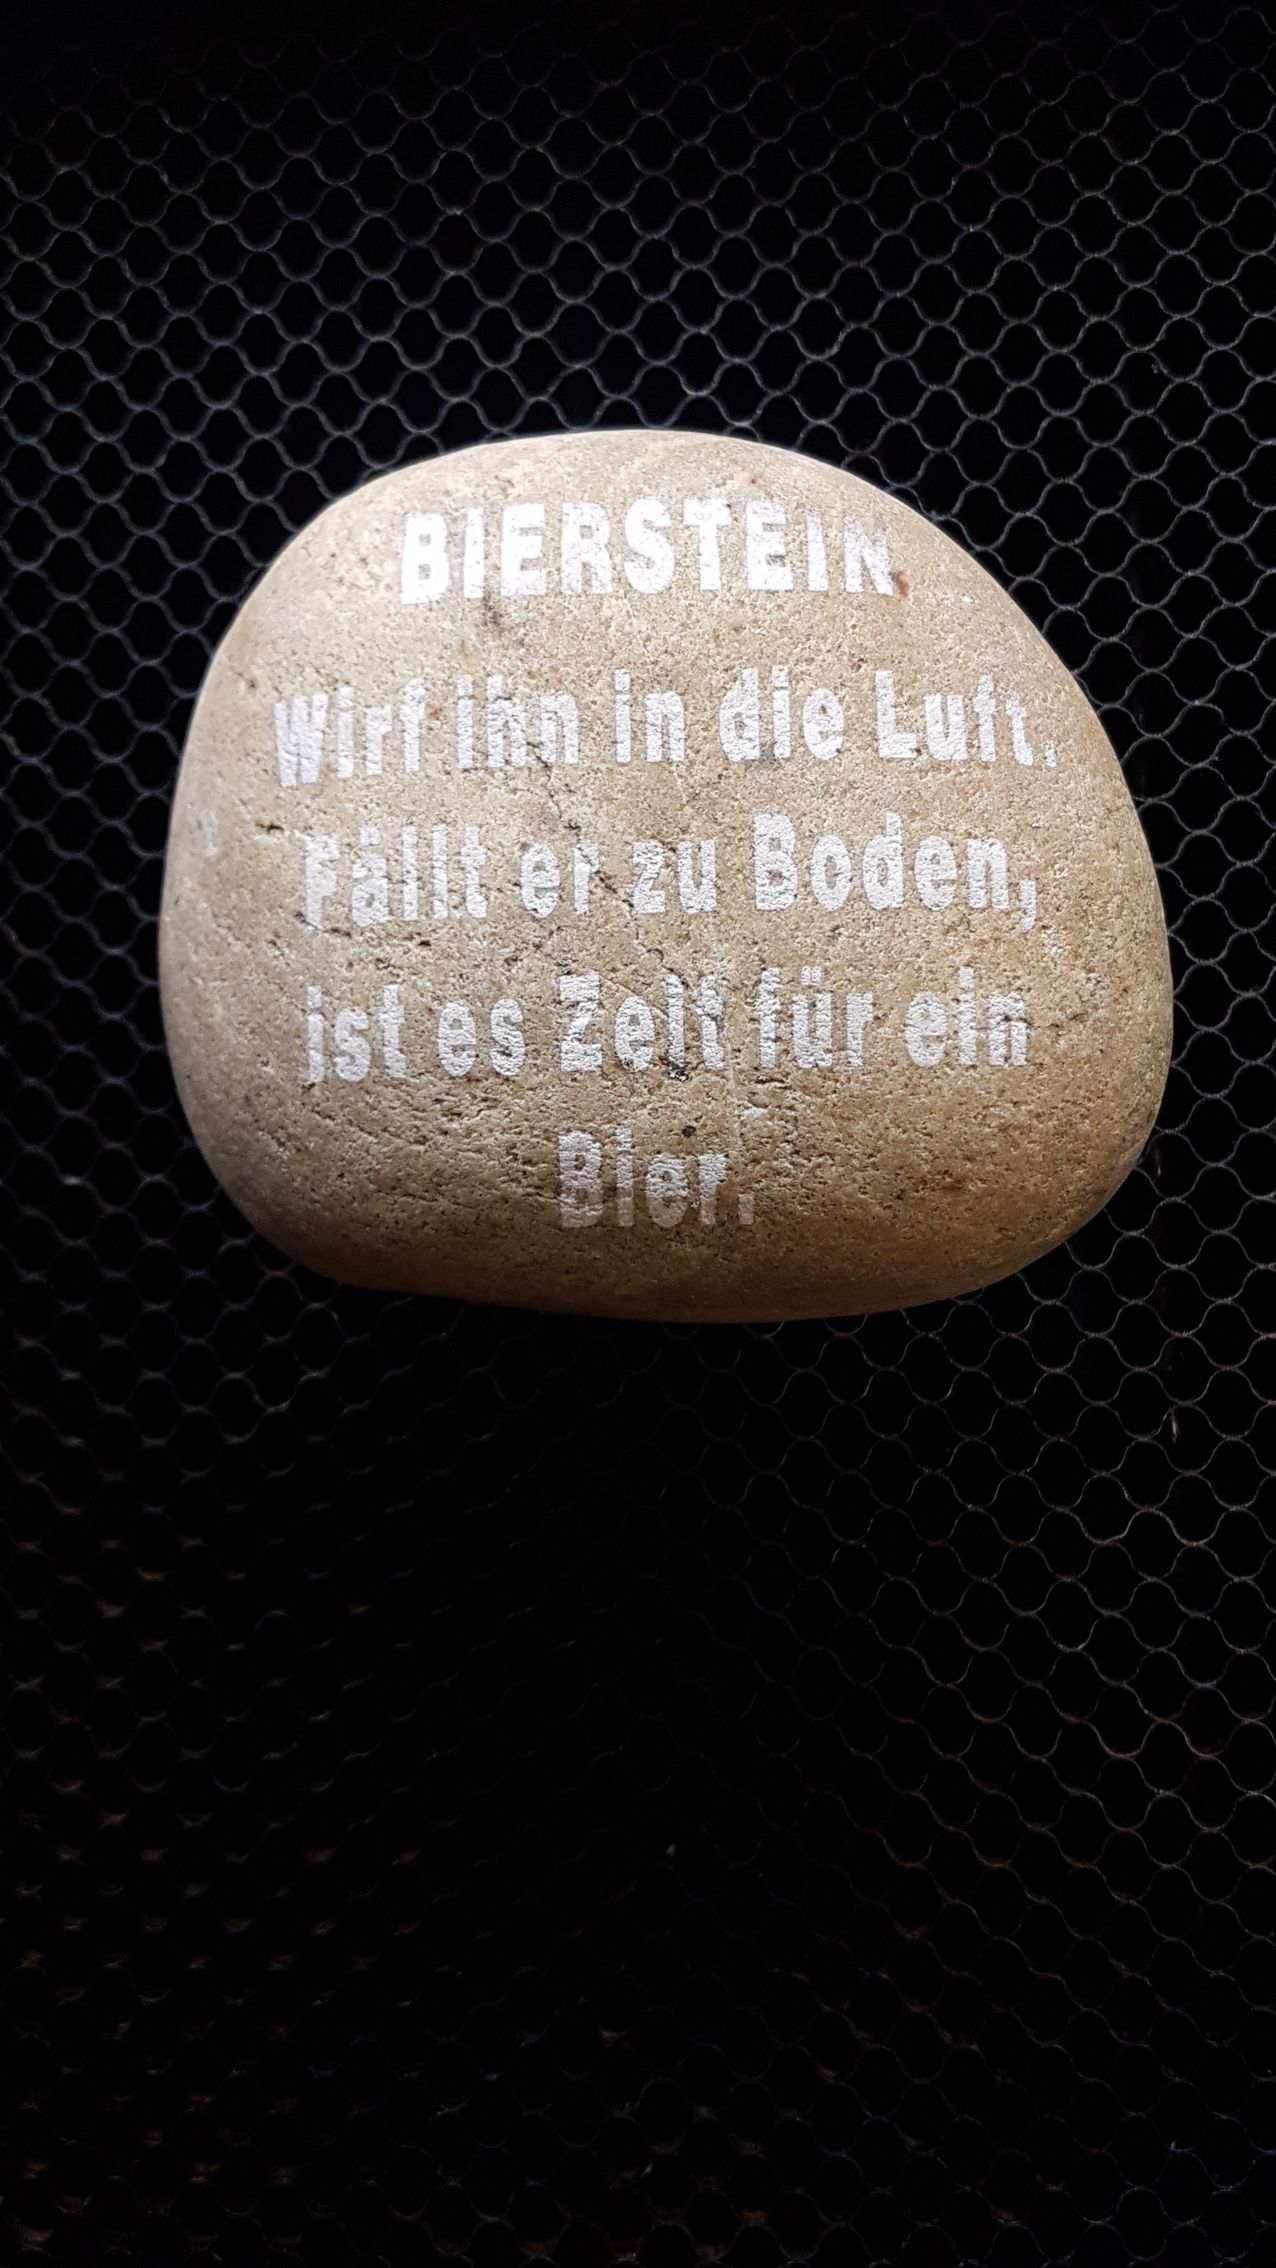 BIERSTEIN
Wirf ihn in die Luft.
Fällt er zu Boden,
ist es Zeit für ein
Bier.